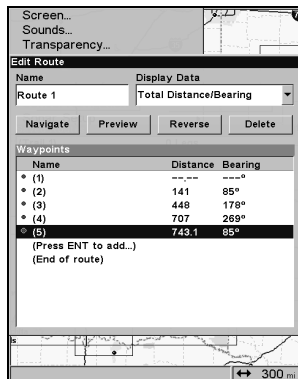 Screen...
Sounds...
Transparency...
Edit Route
Name Display Data
Route 1 Total Distance/Bearing
Navigate Preview Reverse Delete
Waypoints
Name Distance Bearing
(1) --.-- ---º
(2) 141 85º
(3) 448 178º
(4) 707 269º
(5) 743.1 85º
(Press ENT to add...)
(End of route)
is
↔ 300 mi